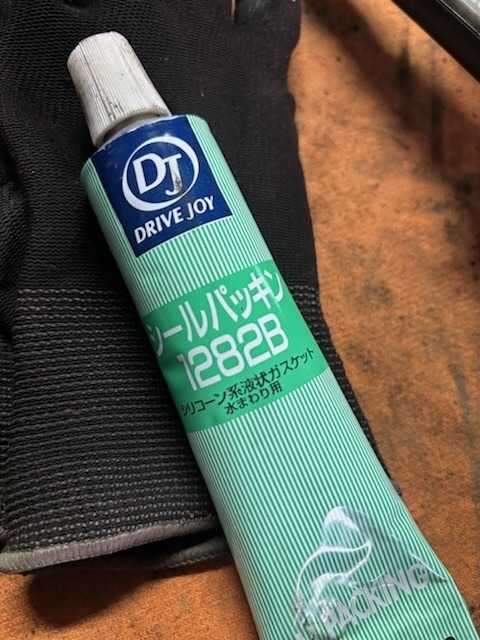 DJ
DRIVE JOY
シールパッキン
1282B
シリコーン系液状ガスケット
水まわり用
PACKING